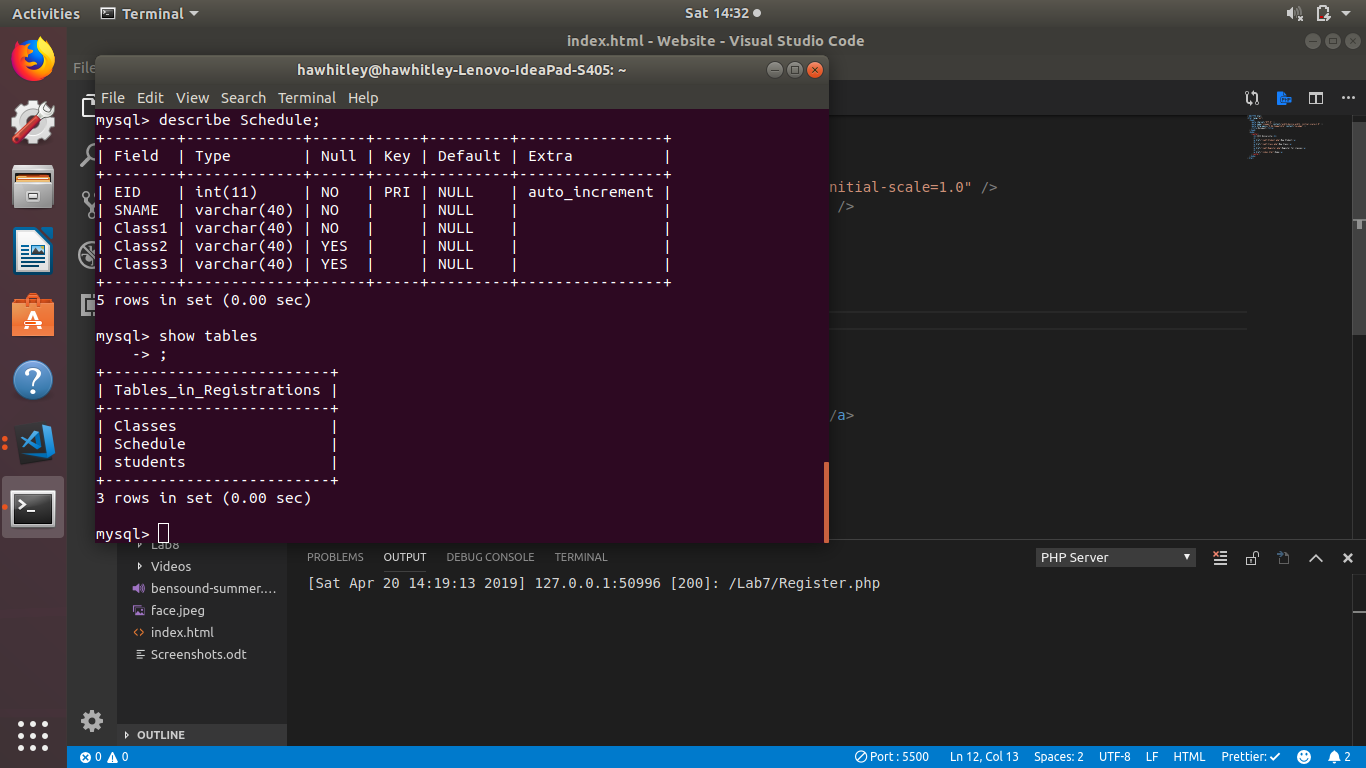 Activities
Terminal
Sat 14:32
index.html - Website - Visual Studio Code
File
hawhitley@hawhitley-Lenovo-IdeaPad-S405: ~
File Edit View Search Terminal Help
mysql> describe Schedule;
+--------+-------------+------+-----+---------+----------------+
| Field  | Type        | Null | Key | Default | Extra          |
+--------+-------------+------+-----+---------+----------------+
| EID    | int(11)     | NO   | PRI | NULL    | auto_increment |
| SNAME  | varchar(40) | NO   |     | NULL    |                |
| Class1 | varchar(40) | NO   |     | NULL    |                |
| Class2 | varchar(40) | YES  |     | NULL    |                |
| Class3 | varchar(40) | YES  |     | NULL    |                |
+--------+-------------+------+-----+---------+----------------+
5 rows in set (0.00 sec)
mysql> show tables
    -> ;
+-------------------------+
| Tables_in_Registrations |
+-------------------------+
| Classes                 |
| Schedule                |
| students                |
+-------------------------+
3 rows in set (0.00 sec)
mysql>
nitial-scale=1.0" />
/>
/a>
Lab8
Videos
bensound-summer....
face.jpeg
index.html
Screenshots.odt
OUTLINE
PROBLEMS OUTPUT DEBUG CONSOLE TERMINAL
PHP Server
[Sat Apr 20 14:19:13 2019] 127.0.0.1:50996 [200]: /Lab7/Register.php
0 0 Port : 5500 Ln 12, Col 13 Spaces: 2 UTF-8 LF HTML Prettier: ✓ 2